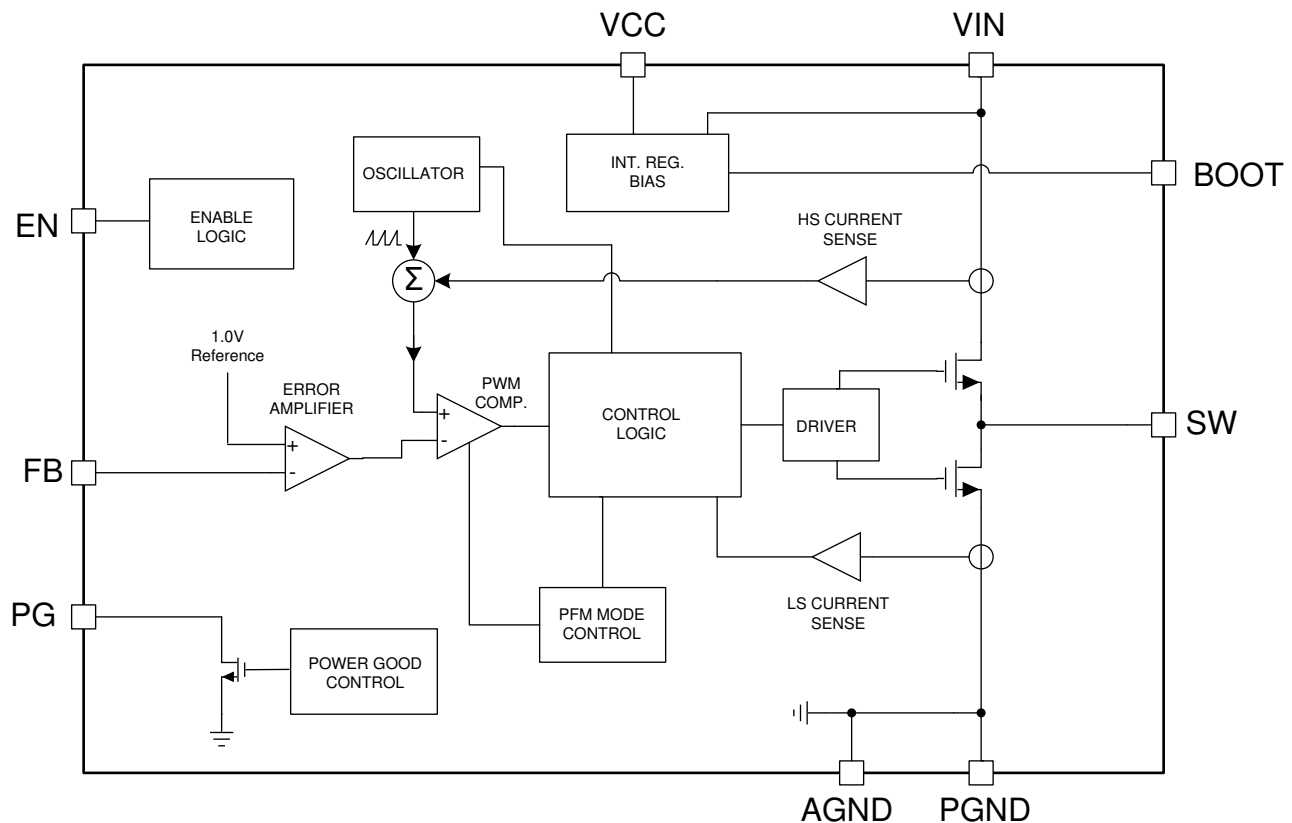 VCC
VIN
OSCILLATOR
INT. REG.
BIAS
BOOT
EN
ENABLE
LOGIC
HS CURRENT
SENSE
Σ
1.0V
Reference
ERROR
AMPLIFIER
+
-
PWM
COMP.
+
-
CONTROL
LOGIC
DRIVER
SW
FB
PG
POWER GOOD
CONTROL
PFM MODE
CONTROL
LS CURRENT
SENSE
AGND
PGND